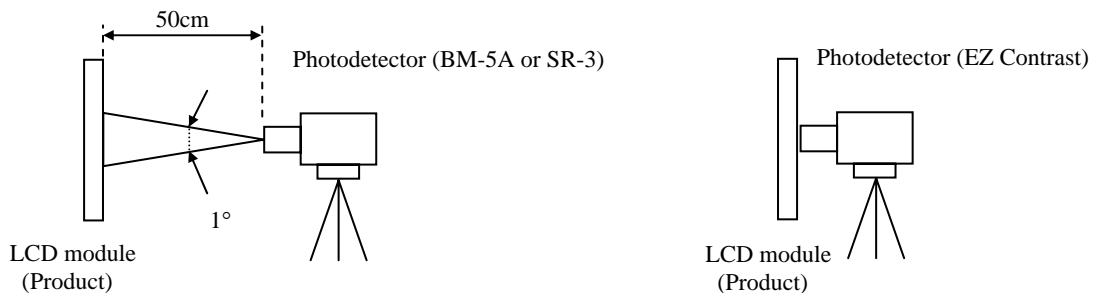 50cm
Photodetector (BM-5A or SR-3)
1°
LCD module
(Product)
Photodetector (EZ Contrast)
LCD module
(Product)